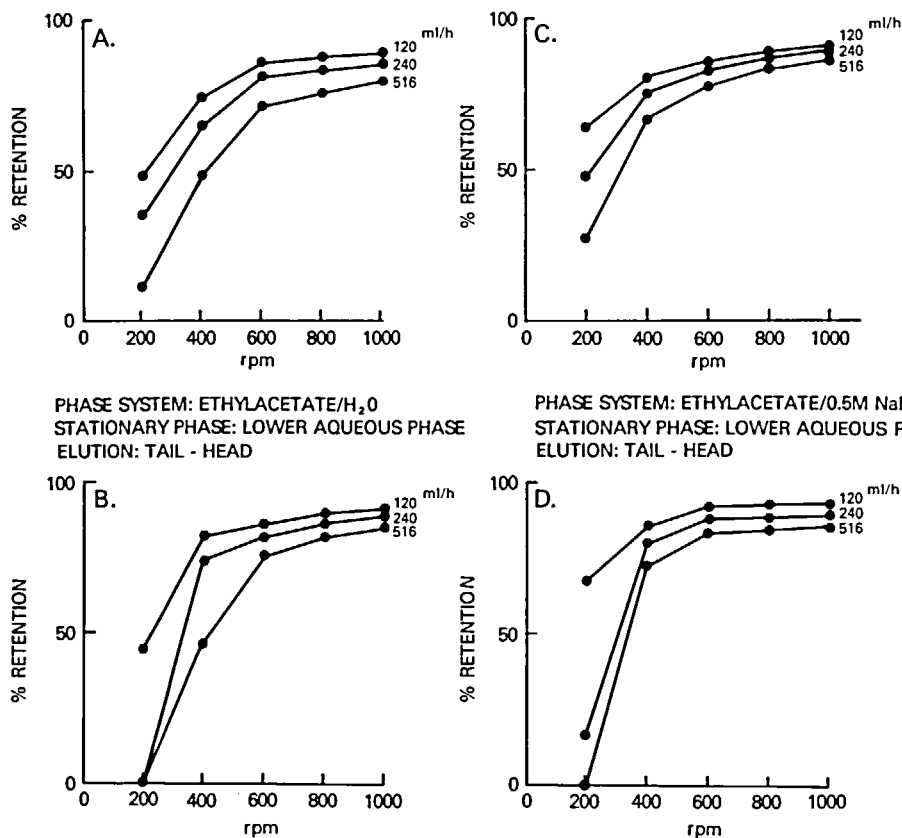 A.
100
50
0
% RETENTION
ml/h
120
240
516
0 200 400 600 800 1000
rpm
C.
100
50
0
% RETENTION
ml/h
120
240
516
0 200 400 600 800 1000
rpm
PHASE SYSTEM: ETHYLACETATE/H₂O
STATIONARY PHASE: LOWER AQUEOUS PHASE
ELUTION: TAIL - HEAD
PHASE SYSTEM: ETHYLACETATE/0.5M
STATIONARY PHASE: LOWER AQUEOUS
ELUTION: TAIL - HEAD
B.
100
50
0
% RETENTION
ml/h
120
240
516
0 200 400 600 800 1000
rpm
D.
100
50
0
% RETENTION
ml/h
120
240
516
0 200 400 600 800 1000
rpm